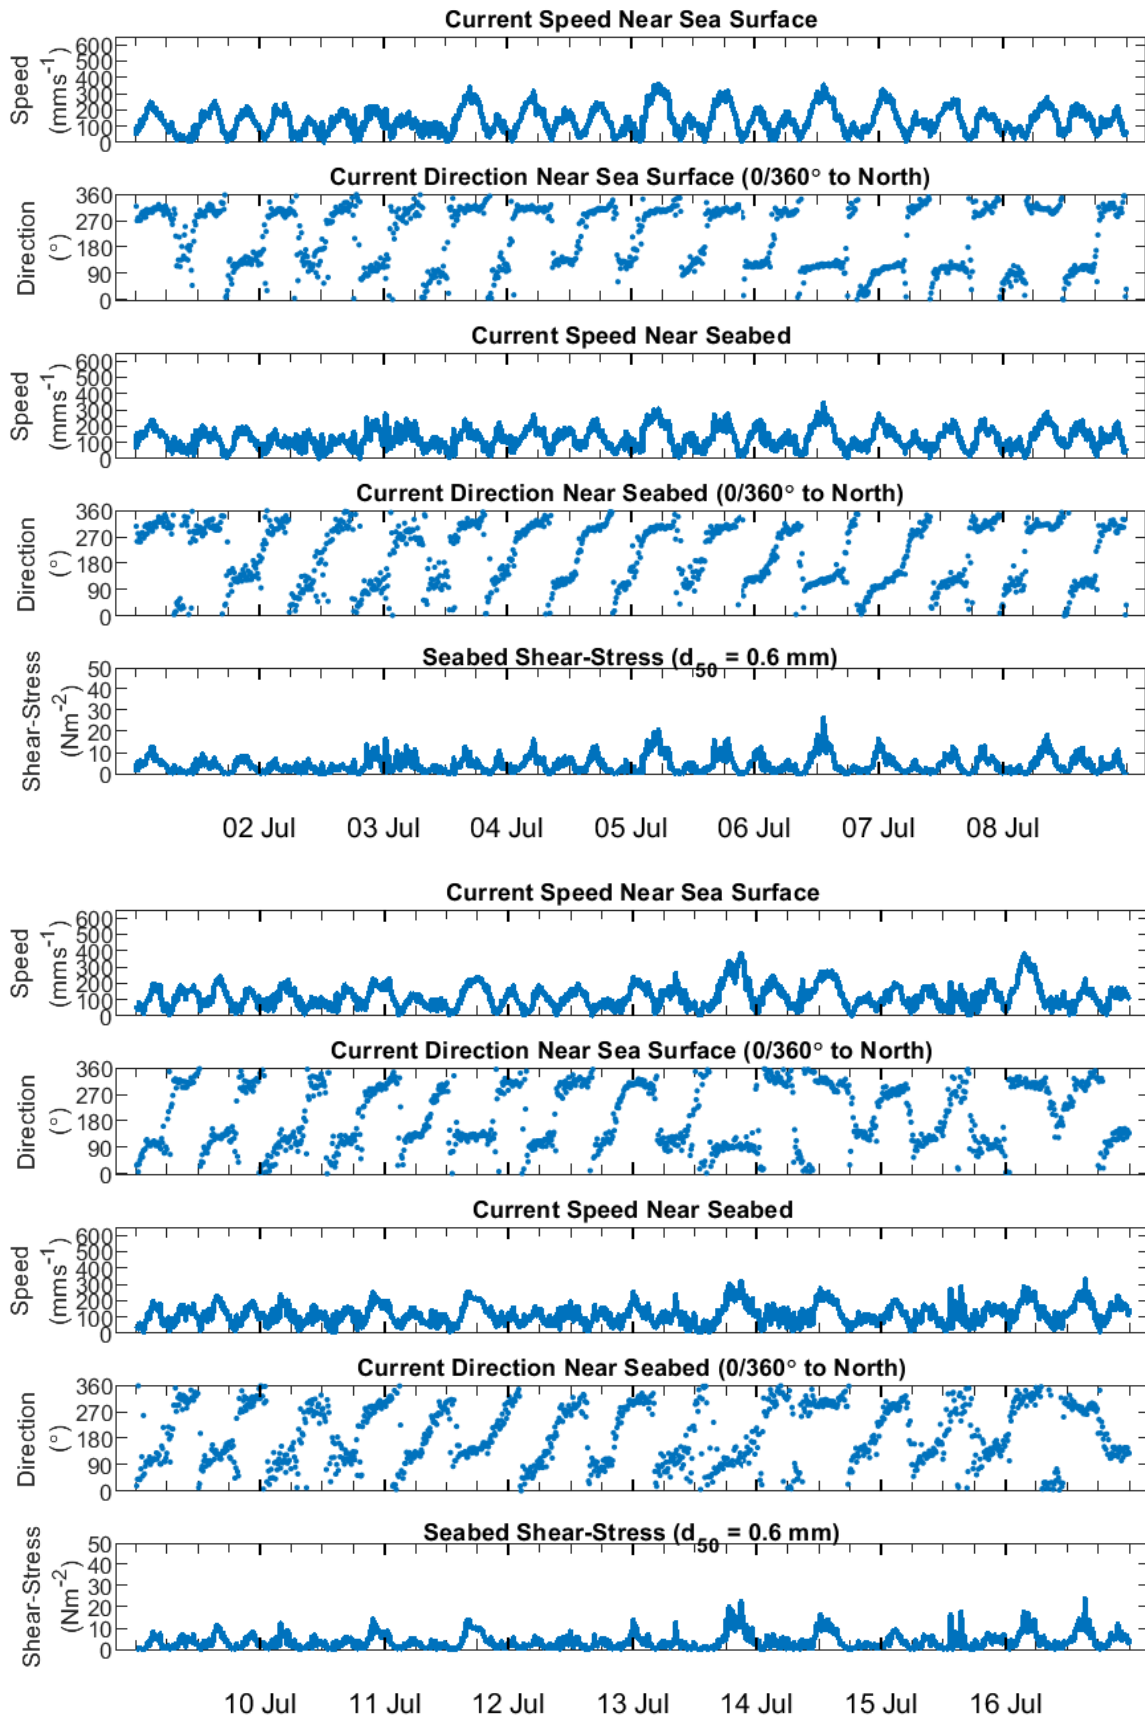 Current Speed Near Sea Surface
Speed
(mms⁻¹)
600
500
400
300
200
100
0
Current Direction Near Sea Surface (0/360° to North)
Direction
(°)
360
270
180
90
0
Current Speed Near Seabed
Speed
(mms⁻¹)
600
500
400
300
200
100
0
Current Direction Near Seabed (0/360° to North)
Direction
(°)
360
270
180
90
0
Seabed Shear-Stress (d₅₀ = 0.6 mm)
Shear-Stress
(Nm⁻²)
50
40
30
20
10
0
02 Jul 03 Jul 04 Jul 05 Jul 06 Jul 07 Jul 08 Jul
Current Speed Near Sea Surface
Speed
(mms⁻¹)
600
500
400
300
200
100
0
Current Direction Near Sea Surface (0/360° to North)
Direction
(°)
360
270
180
90
0
Current Speed Near Seabed
Speed
(mms⁻¹)
600
500
400
300
200
100
0
Current Direction Near Seabed (0/360° to North)
Direction
(°)
360
270
180
90
0
Seabed Shear-Stress (d₅₀ = 0.6 mm)
Shear-Stress
(Nm⁻²)
50
40
30
20
10
0
10 Jul 11 Jul 12 Jul 13 Jul 14 Jul 15 Jul 16 Jul